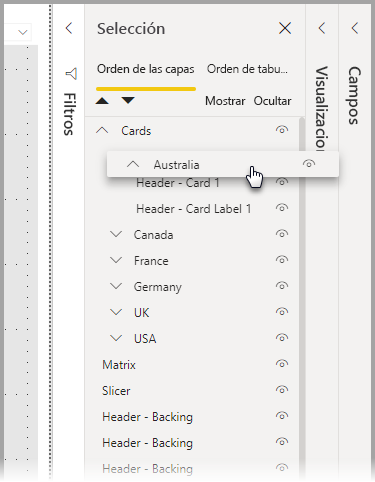 Selección
Orden de las capas
Orden de tabu...
Mostrar
Ocultar
Cards
Australia
Header - Card 1
Header - Card Label 1
Canada
France
Germany
UK
USA
Matrix
Slicer
Header - Backing
Header - Backing
Header - Backing
Filtros
Visualizacion
Campos